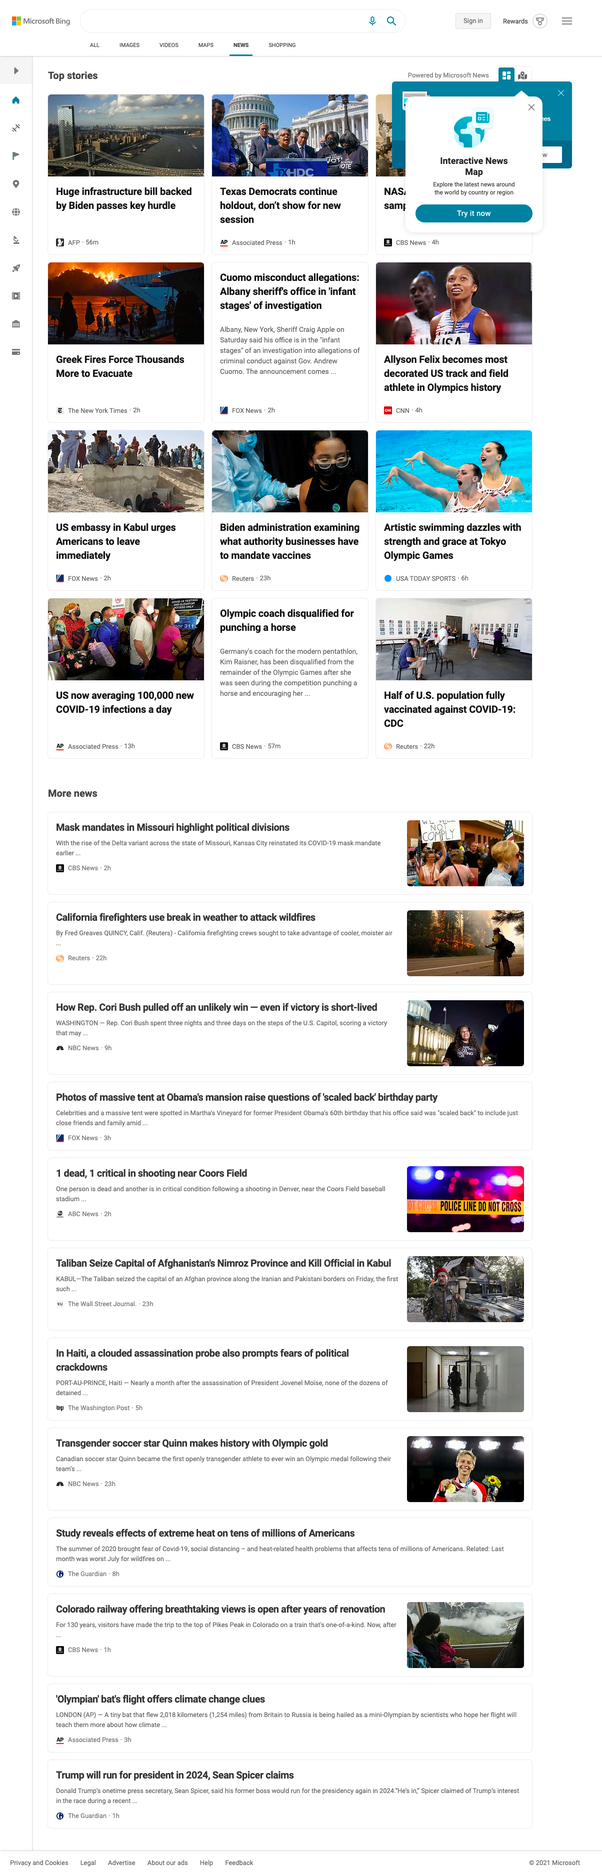 Microsoft Bing
Sign in
Rewards
ALL
IMAGES
VIDEOS
MAPS
NEWS
SHOPPING
Top stories
Powered by Microsoft News
Interactive News
Map
Explore the latest news around
the world by country or region
Try it now
Huge infrastructure bill backed
by Biden passes key hurdle
AFP · 56m
Texas Democrats continue
holdout, don't show for new
session
AP Associated Press · 1h
NASA
samp
CBS News · 4h
Greek Fires Force Thousands
More to Evacuate
The New York Times · 2h
Cuomo misconduct allegations:
Albany sheriff's office in 'infant
stages' of investigation
Albany, New York, Sheriff Craig Apple on
Saturday said his office is in the "infant
stages" of an investigation into allegations of
criminal conduct against Gov. Andrew
Cuomo. The announcement comes ...
FOX News · 2h
Allyson Felix becomes most
decorated US track and field
athlete in Olympics history
CNN · 4h
US embassy in Kabul urges
Americans to leave
immediately
FOX News · 2h
Biden administration examining
what authority businesses have
to mandate vaccines
Reuters · 23h
Artistic swimming dazzles with
strength and grace at Tokyo
Olympic Games
USA TODAY SPORTS · 6h
US now averaging 100,000 new
COVID-19 infections a day
AP Associated Press · 13h
Olympic coach disqualified for
punching a horse
Germany's coach for the modern pentathlon,
Kim Raisner, has been disqualified from the
remainder of the Olympic Games after she
was seen during the competition punching a
horse and encouraging her ...
CBS News · 57m
Half of U.S. population fully
vaccinated against COVID-19:
CDC
Reuters · 22h
More news
Mask mandates in Missouri highlight political divisions
With the rise of the Delta variant across the state of Missouri, Kansas City reinstated its COVID-19 mask mandate
earlier ...
CBS News · 2h
NOT
COMPLY
California firefighters use break in weather to attack wildfires
By Fred Greaves QUINCY, Calif. (Reuters) - California firefighting crews sought to take advantage of cooler, moister air
...
Reuters · 22h
How Rep. Cori Bush pulled off an unlikely win — even if victory is short-lived
WASHINGTON — Rep. Cori Bush spent three nights and three days on the steps of the U.S. Capitol, scoring a victory
that may ...
NBC News · 9h
Photos of massive tent at Obama's mansion raise questions of 'scaled back' birthday party
Celebrities and a massive tent were spotted in Martha's Vineyard for former President Obama's 60th birthday that his office said was "scaled back" to include just
close friends and family amid ...
FOX News · 3h
1 dead, 1 critical in shooting near Coors Field
One person is dead and another is in critical condition following a shooting in Denver, near the Coors Field baseball
stadium ...
ABC News · 2h
POLICE LINE DO NOT CROSS
Taliban Seize Capital of Afghanistan's Nimroz Province and Kill Official in Kabul
KABUL—The Taliban seized the capital of an Afghan province along the Iranian and Pakistani borders on Friday, the first
such ...
The Wall Street Journal. · 23h
In Haiti, a clouded assassination probe also prompts fears of political
crackdowns
PORT-AU-PRINCE, Haiti — Nearly a month after the assassination of President Jovenel Moïse, none of the dozens of
detained ...
The Washington Post · 5h
Transgender soccer star Quinn makes history with Olympic gold
Canadian soccer star Quinn became the first openly transgender athlete to ever win an Olympic medal following their
team's ...
NBC News · 23h
Study reveals effects of extreme heat on tens of millions of Americans
The summer of 2020 brought fear of Covid-19, social distancing – and heat-related health problems that affects tens of millions of Americans. Related: Last
month was worst July for wildfires on ...
The Guardian · 8h
Colorado railway offering breathtaking views is open after years of renovation
For 130 years, visitors have made the trip to the top of Pikes Peak in Colorado on a train that's one-of-a-kind. Now, after
...
CBS News · 1h
'Olympian' bat's flight offers climate change clues
LONDON (AP) — A tiny bat that flew 2,018 kilometers (1,254 miles) from Britain to Russia is being hailed as a mini-Olympian by scientists who hope her flight will
teach them more about how climate ...
AP Associated Press · 3h
Trump will run for president in 2024, Sean Spicer claims
Donald Trump's onetime press secretary, Sean Spicer, said his former boss would run for the presidency again in 2024."He's in," Spicer claimed of Trump's interest
in the race during a recent ...
The Guardian · 1h
Privacy and Cookies
Legal
Advertise
About our ads
Help
Feedback
© 2021 Microsoft